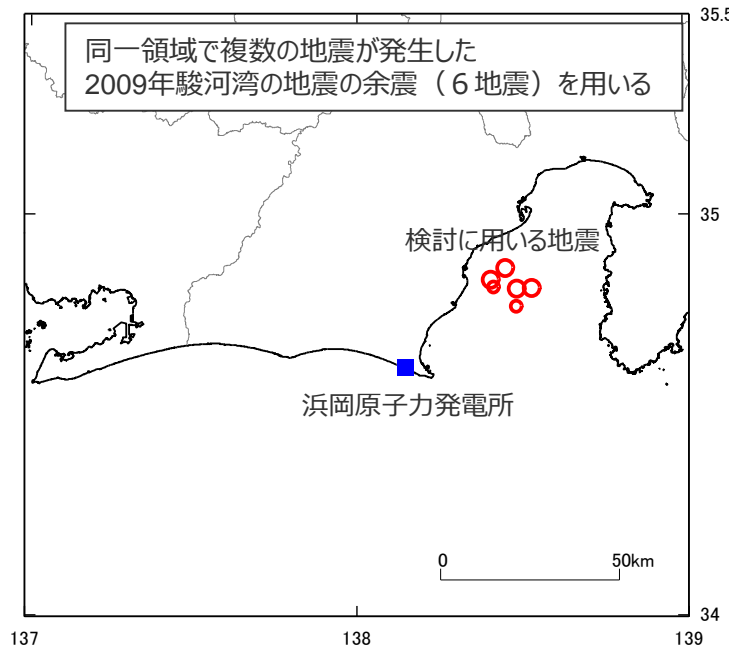 35.5
同一領域で複数の地震が発生した
2009年駿河湾の地震の余震（６地震）を用いる
35
検討に用いる地震
浜岡原子力発電所
0 50km
34
137 138 139